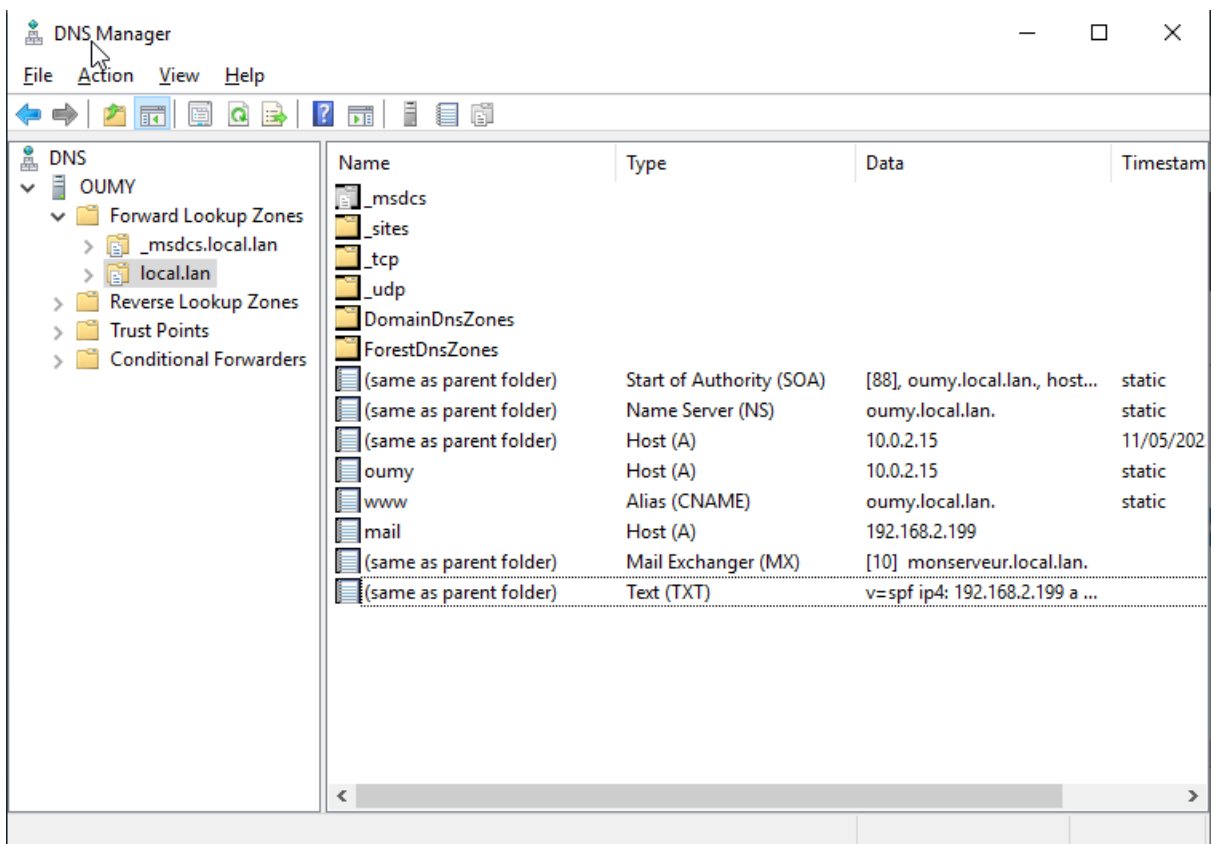 DNS Manager
File Action View Help
DNS
OUMY
Forward Lookup Zones
_msdcs.local.lan
local.lan
Reverse Lookup Zones
Trust Points
Conditional Forwarders
Name Type Data Timestam
_msdcs
_sites
_tcp
_udp
DomainDnsZones
ForestDnsZones
(same as parent folder) Start of Authority (SOA) [88], oumy.local.lan., host... static
(same as parent folder) Name Server (NS) oumy.local.lan. static
(same as parent folder) Host (A) 10.0.2.15 11/05/202
oumy Host (A) 10.0.2.15 static
www Alias (CNAME) oumy.local.lan. static
mail Host (A) 192.168.2.199
(same as parent folder) Mail Exchanger (MX) [10] monserveur.local.lan.
(same as parent folder) Text (TXT) v=spf ip4: 192.168.2.199 a ...